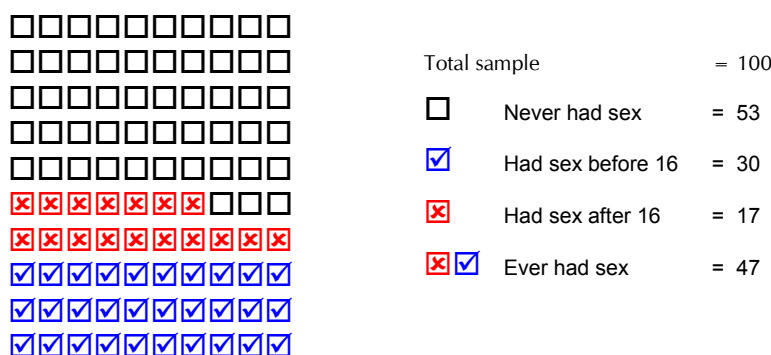 Total sample = 100
Never had sex = 53
Had sex before 16 = 30
Had sex after 16 = 17
Ever had sex = 47